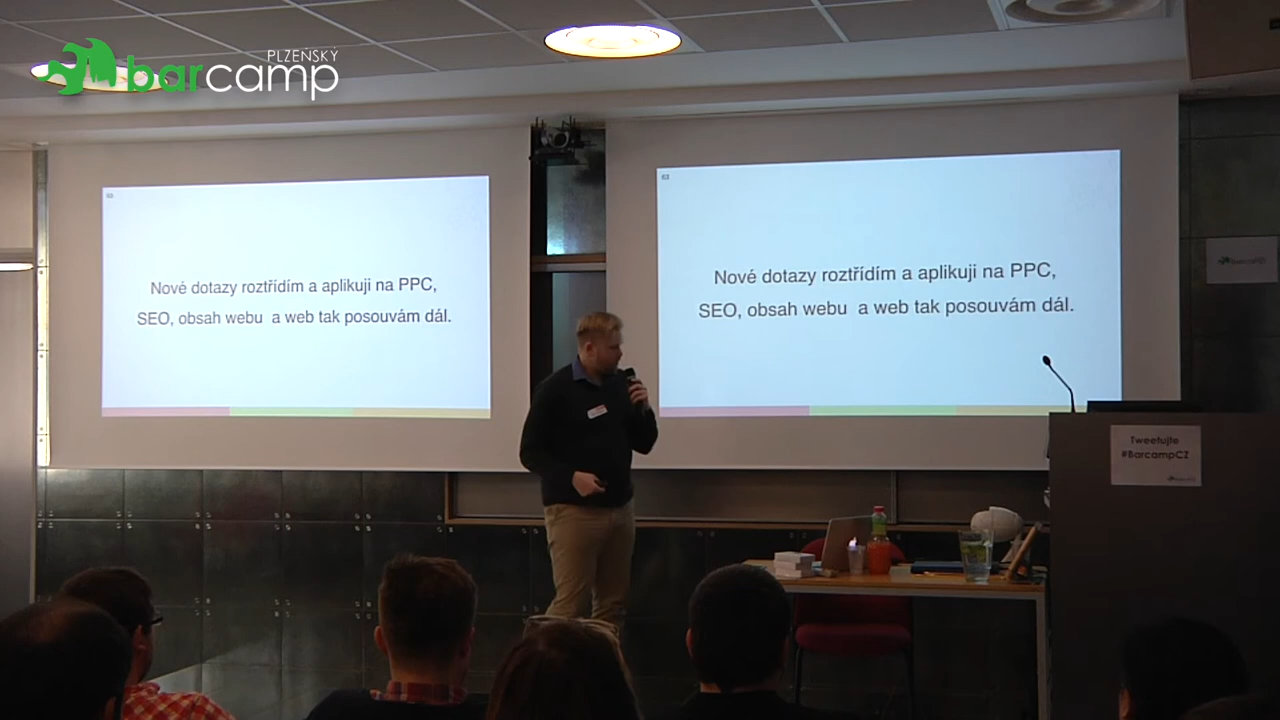 PLZEŇSKÝ
barcamp
Nové dotazy roztřídím a aplikuji na PPC,
SEO, obsah webu a web tak posouvám dál.
63
Nové dotazy roztřídím a aplikuji na PPC,
SEO, obsah webu a web tak posouvám dál.
Tweetujte
#BarcampCZ